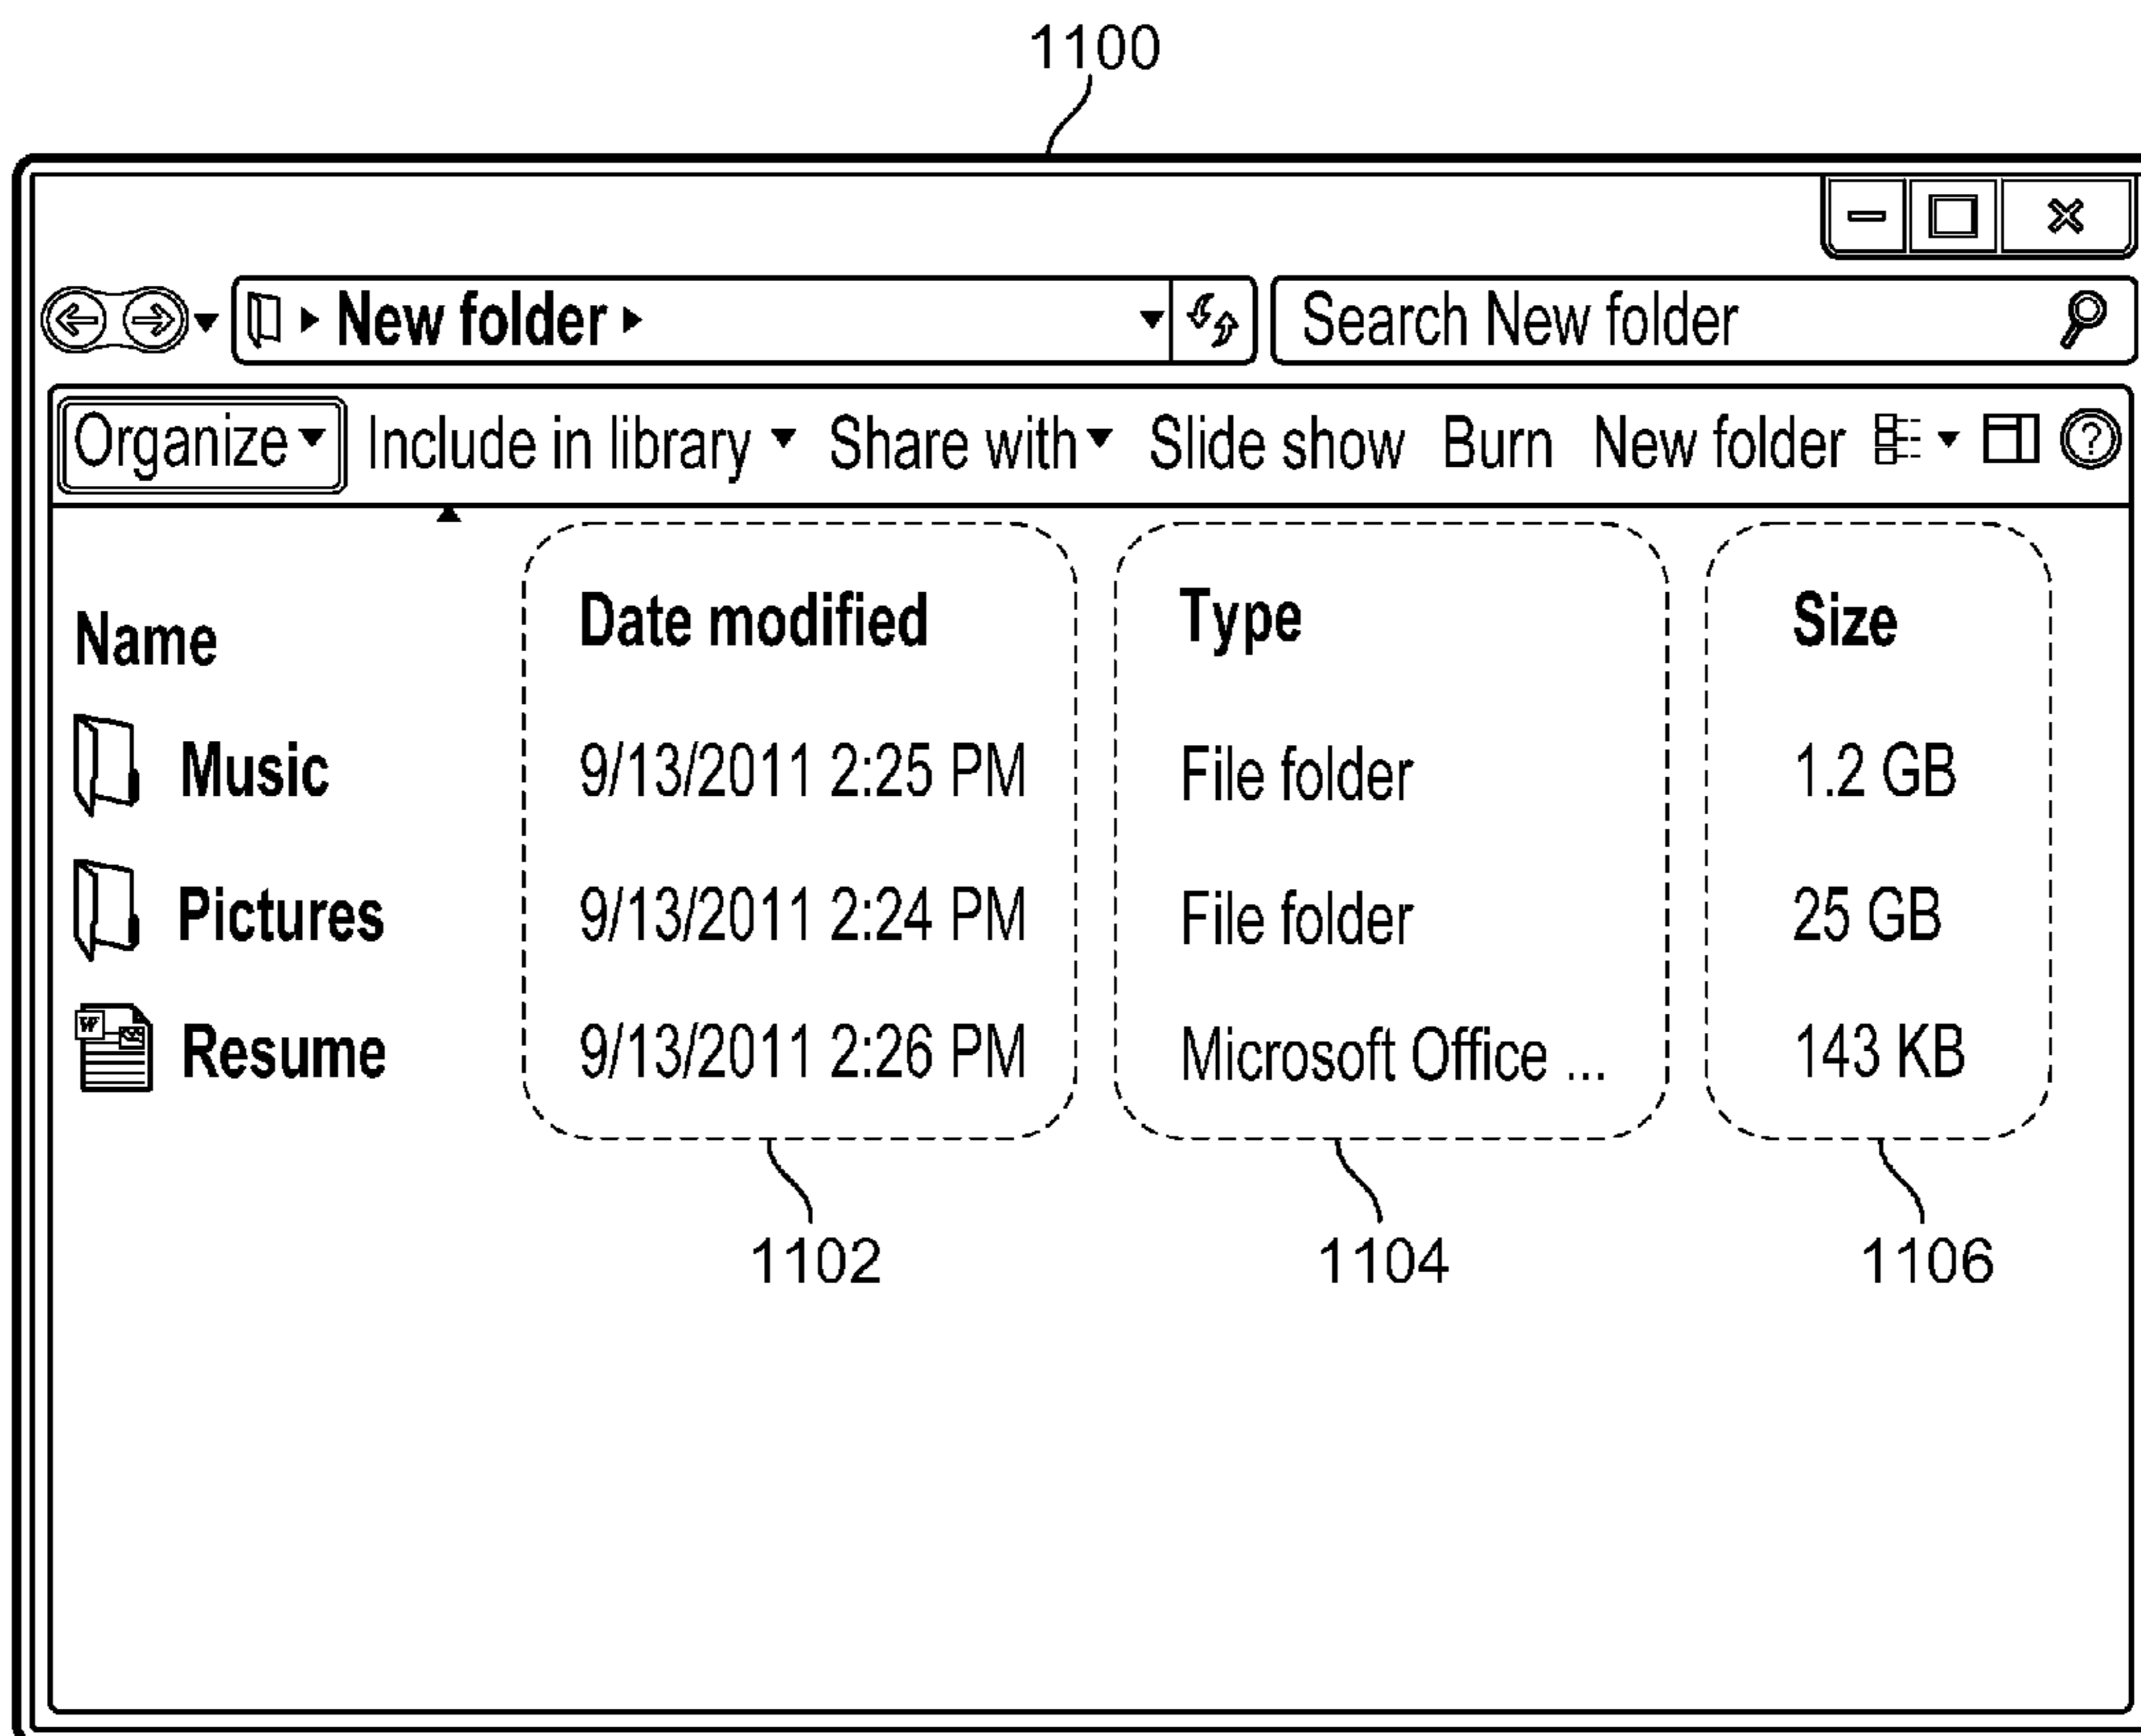 1100
New folder
Search New folder
Organize Include in library Share with Slide show Burn New folder ?
Name Date modified Type Size
Music 9/13/2011 2:25 PM File folder 1.2 GB
Pictures 9/13/2011 2:24 PM File folder 25 GB
W
Resume 9/13/2011 2:26 PM Microsoft Office ... 143 KB
1102 1104 1106